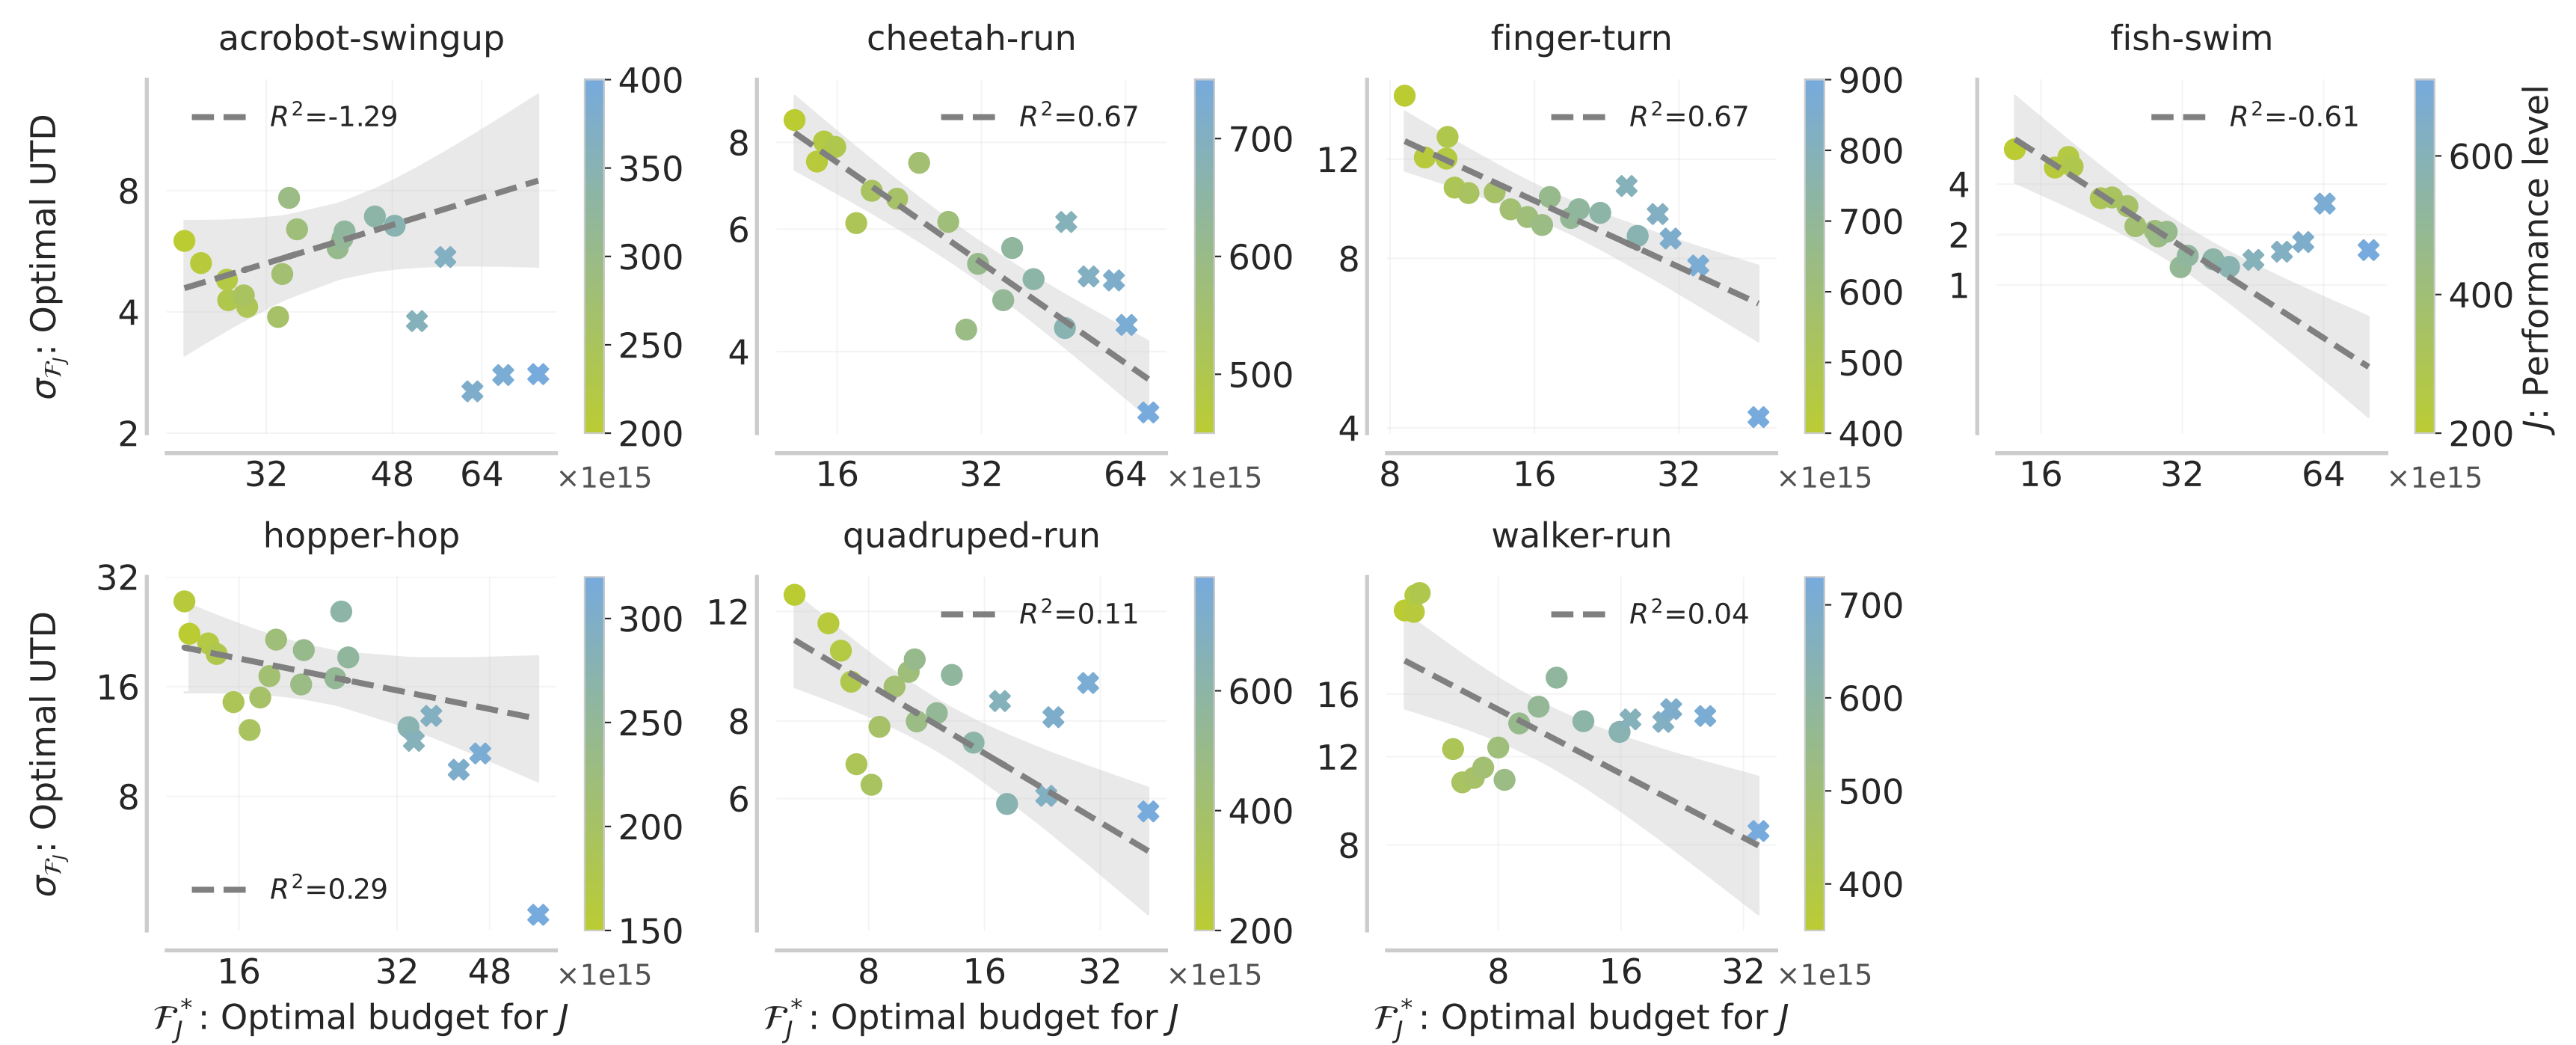 acrobot-swingup
cheetah-run
finger-turn
fish-swim
σ_{𝓕_J}: Optimal UTD
8
4
2
R²=-1.29
32 48 64 ×1e15
400
350
300
250
200
8
6
4
R²=0.67
16 32 64 ×1e15
700
600
500
12
8
4
R²=0.67
8 16 32 ×1e15
900
800
700
600
500
400
4
2
1
R²=-0.61
16 32 64 ×1e15
600
400
200
J: Performance level
hopper-hop
quadruped-run
walker-run
σ_{𝓕_J}: Optimal UTD
32
16
8
R²=0.29
16 32 48 ×1e15
𝓕*_J: Optimal budget for J
300
250
200
150
12
8
6
R²=0.11
8 16 32 ×1e15
𝓕*_J: Optimal budget for J
600
400
200
16
12
8
R²=0.04
8 16 32 ×1e15
𝓕*_J: Optimal budget for J
700
600
500
400